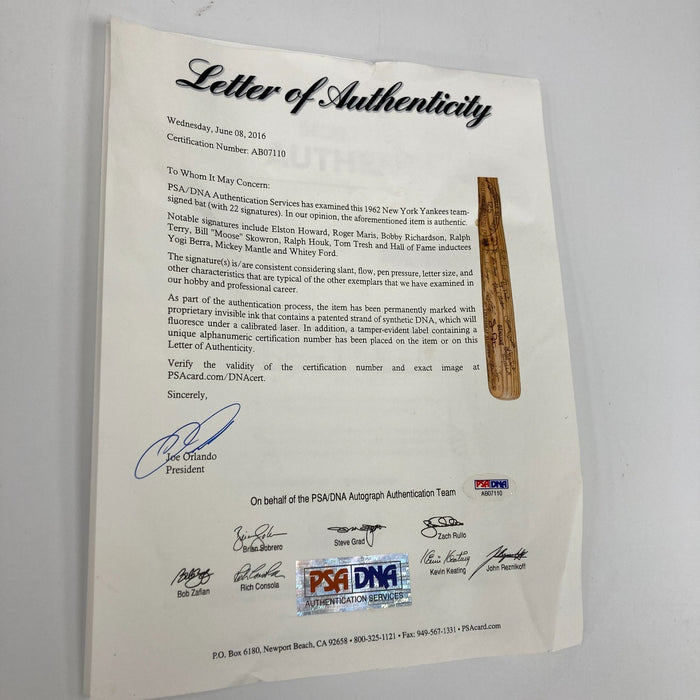 Letter of Authenticity
Wednesday, June 08, 2016
Certification Number: AB07110
To Whom It May Concern:
PSA/DNA Authentication Services has examined this 1962 New York Yankees team-
signed bat (with 22 signatures). In our opinion, the aforementioned item is authentic.
Notable signatures include Elston Howard, Roger Maris, Bobby Richardson, Ralph
Terry, Bill "Moose" Skowron, Ralph Houk, Tom Tresh and Hall of Fame inductees
Yogi Berra, Mickey Mantle and Whitey Ford.
The signature(s) is/are consistent considering slant, flow, pen pressure, letter size, and
other characteristics that are typical of the other exemplars that we have examined in
our hobby and professional career.
As part of the authentication process, the item has been permanently marked with
proprietary invisible ink that contains a patented strand of synthetic DNA, which will
fluoresce under a calibrated laser. In addition, a tamper-evident label containing a
unique alphanumeric certification number has been placed on the item or on this
Letter of Authenticity.
Verify the validity of the certification number and exact image at
PSAcard.com/DNAcert.
Sincerely,
Joe Orlando
President
On behalf of the PSA/DNA Autograph Authentication Team
PSA DNA
AB07110
Brian Sobrero
Steve Grad
Zach Rullo
Bob Zafian
Rich Consola
Kevin Keating
John Reznikoff
PSA DNA
AUTHENTICATION SERVICES
P.O. Box 6180, Newport Beach, CA 92658 • 800-325-1121 • Fax: 949-567-1331 • PSAcard.com